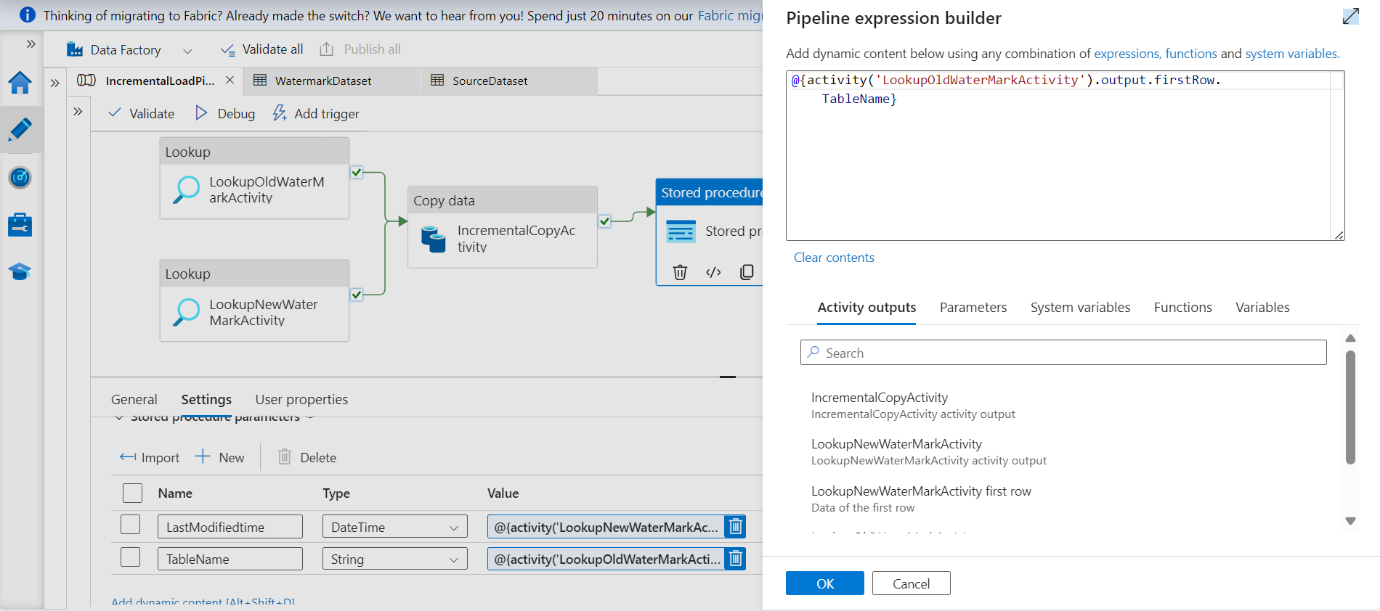 Thinking of migrating to Fabric? Already made the switch? We want to hear from you! Spend just 20 minutes on our Fabric mig
Data Factory
Validate all
Publish all
IncrementalLoadPi...
WatermarkDataset
SourceDataset
Validate
Debug
Add trigger
Lookup
LookupOldWaterM
arkActivity
Lookup
LookupNewWater
MarkActivity
Copy data
IncrementalCopyAc
tivity
Stored procedure
Stored pr
General
Settings
User properties
Stored procedure parameters
Import
New
Delete
Name
Type
Value
LastModifiedtime
DateTime
@{activity('LookupNewWaterMarkAc...
TableName
String
@{activity('LookupOldWaterMarkActi...
Add dynamic content [Alt+Shift+D]
Pipeline expression builder
Add dynamic content below using any combination of expressions, functions and system variables.
@{activity('LookupOldWaterMarkActivity').output.firstRow.
TableName}
Clear contents
Activity outputs
Parameters
System variables
Functions
Variables
Search
IncrementalCopyActivity
IncrementalCopyActivity activity output
LookupNewWaterMarkActivity
LookupNewWaterMarkActivity activity output
LookupNewWaterMarkActivity first row
Data of the first row
OK
Cancel